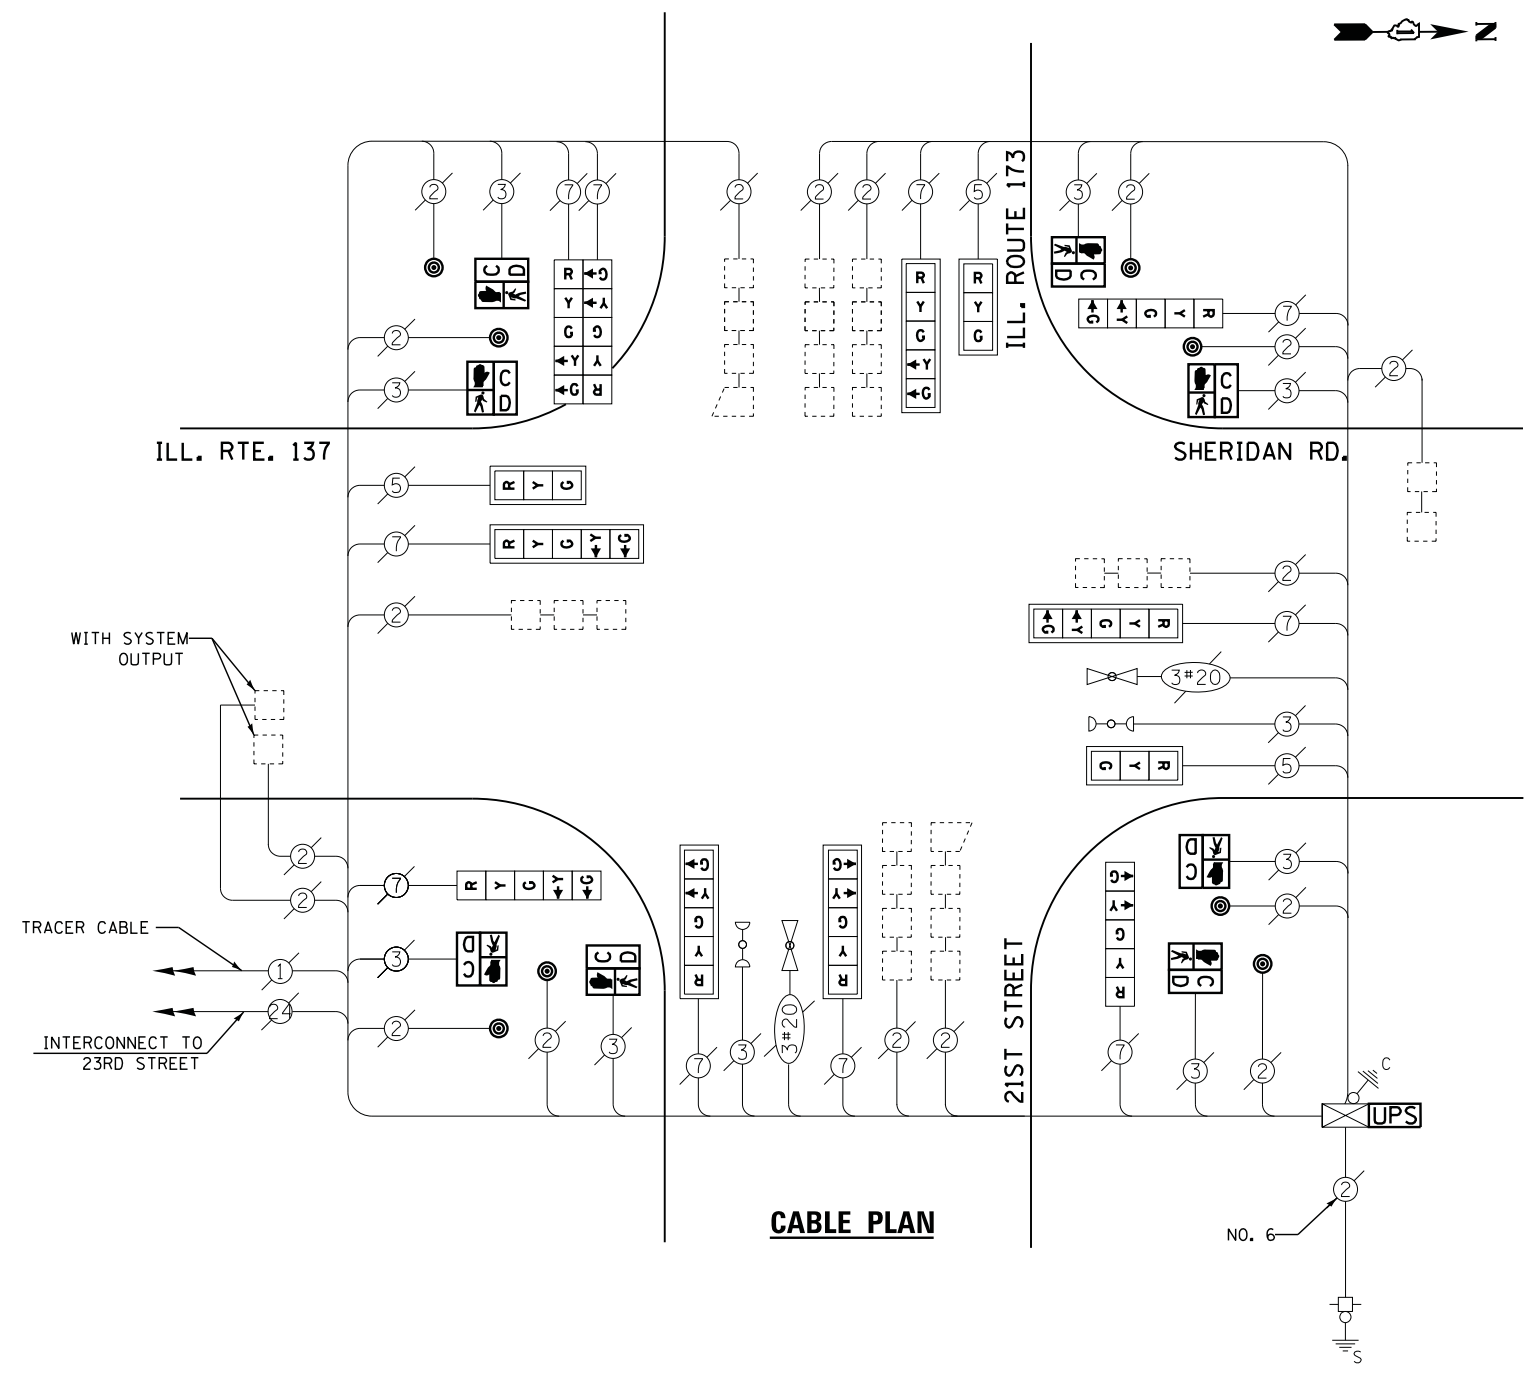 N
2 3 7 7 2 2 2 7 5 3 2
ILL. ROUTE 173
C D
R Y G ←Y ←G
←G ←Y G Y R
R Y G ←Y ←G
R Y G
C D
R Y G ←Y ←G
7
2
2
2
3
C D
3
C D
ILL. RTE. 137
SHERIDAN RD.
5
R Y G
7
R Y G ←Y ←G
2
2
R Y G ←Y ←G
7
WITH SYSTEM
OUTPUT
3#20
3
R Y G
5
2
7
R Y G ←Y ←G
2
TRACER CABLE
1
3
C D
24
INTERCONNECT TO
23RD STREET
2
2
C D
3
←G ←Y G Y R
7
3
3#20
←G ←Y G Y R
7
2
2
21ST STREET
←G ←Y G Y R
7
C D
3
2
C D
3
2
C
UPS
2
NO. 6
CABLE PLAN
S